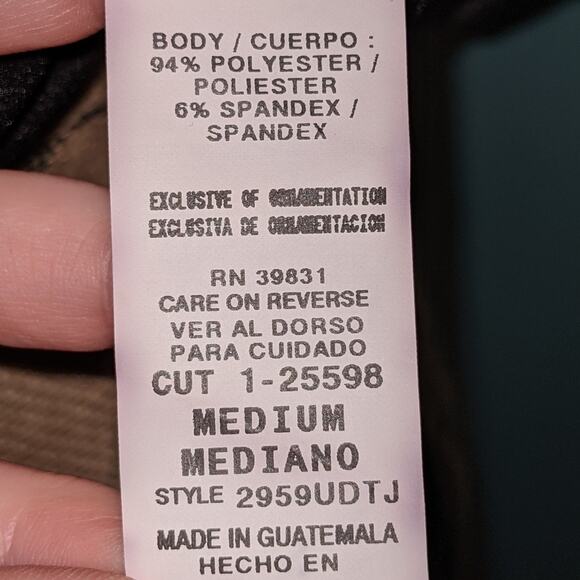 BODY / CUERPO :
94% POLYESTER /
POLIESTER
6% SPANDEX /
SPANDEX
EXCLUSIVE OF ORNAMENTATION
EXCLUSIVA DE ORNAMENTACION
RN 39831
CARE ON REVERSE
VER AL DORSO
PARA CUIDADO
CUT 1-25598
MEDIUM
MEDIANO
STYLE 2959UDTJ
MADE IN GUATEMALA
HECHO EN